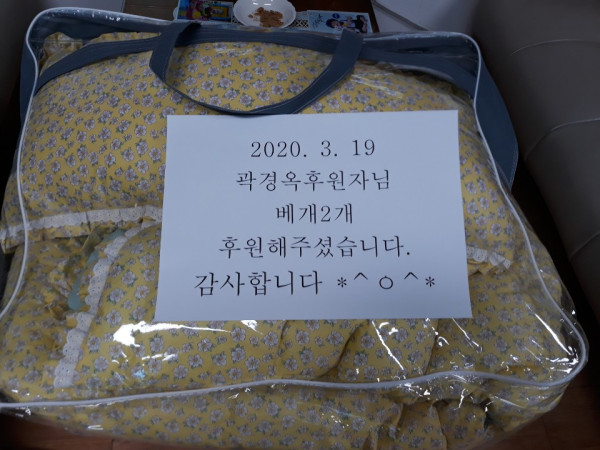 2020. 3. 19
곽경옥후원자님
베개2개
후원해주셨습니다.
감사합니다 *^ㅇ^*